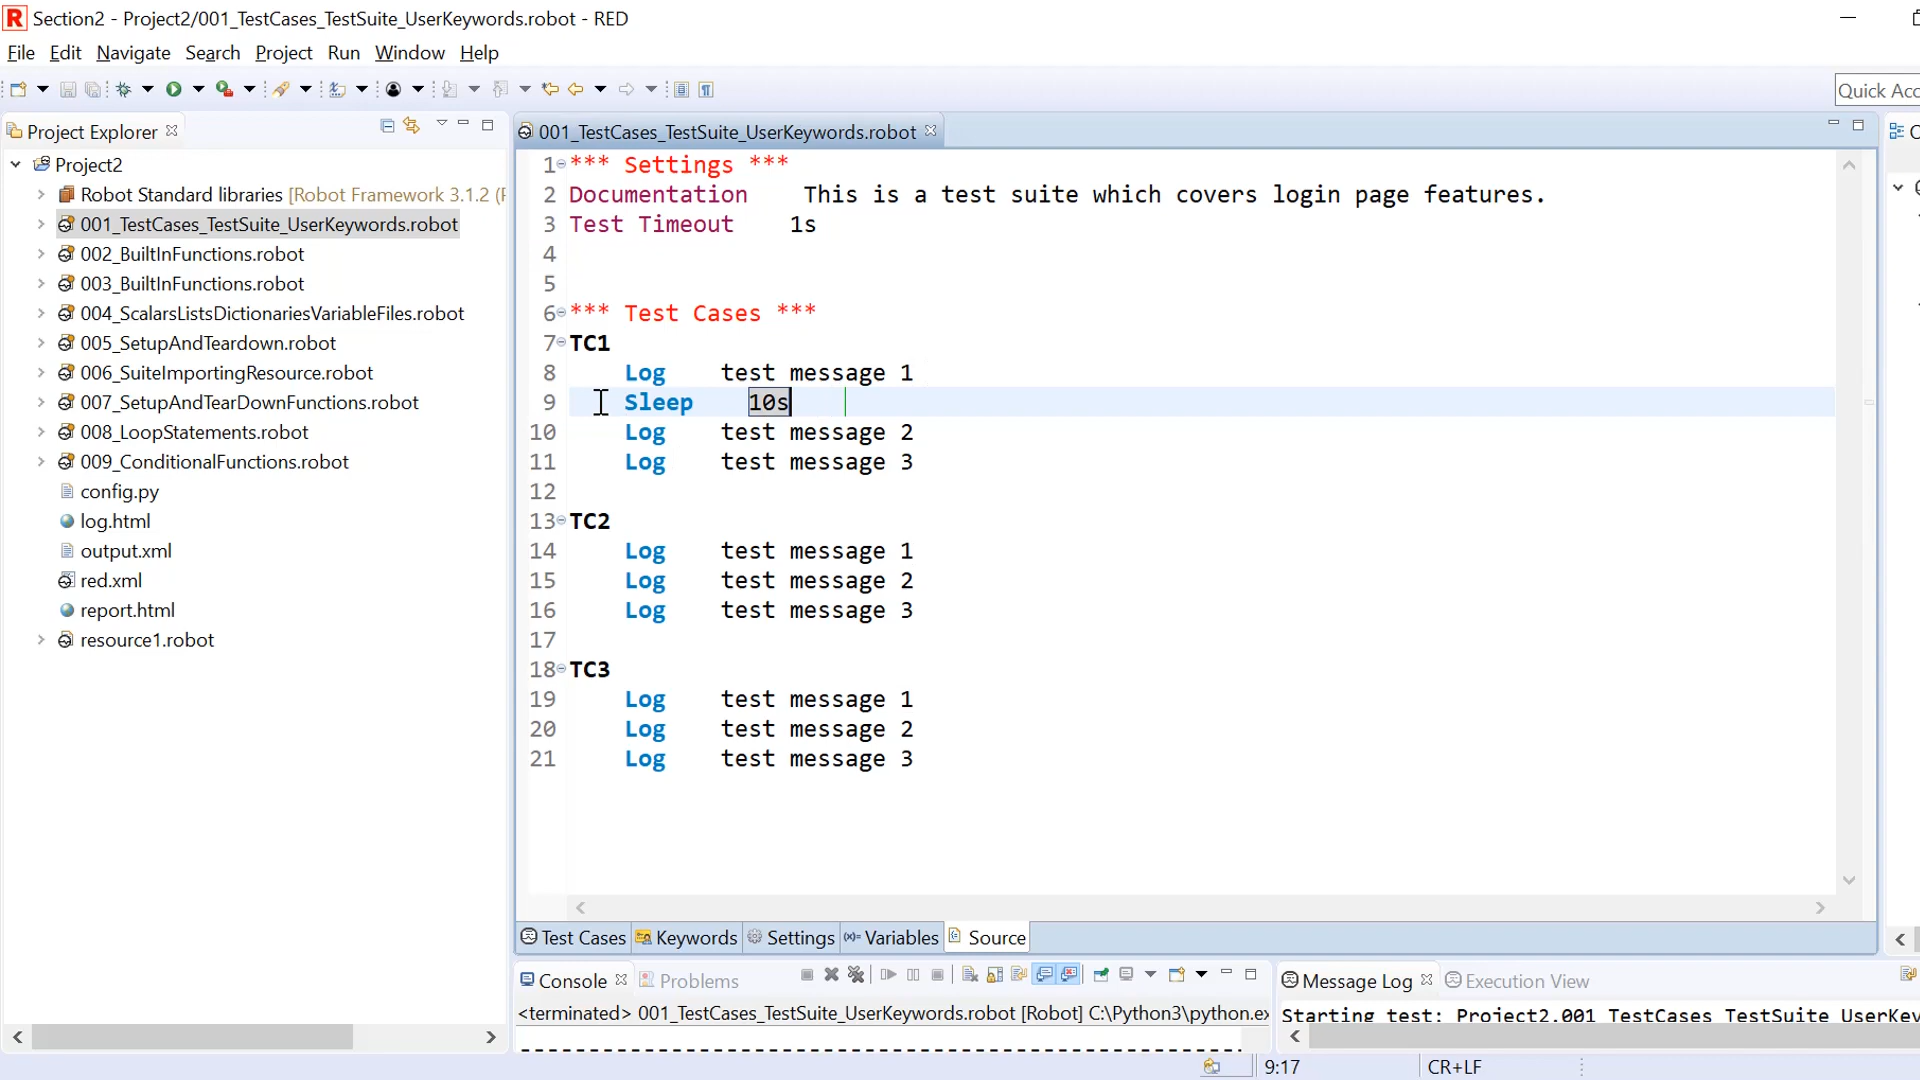 Section2 - Project2/001_TestCases_TestSuite_UserKeywords.robot - RED
File Edit Navigate Search Project Run Window Help
Quick Acc
Project Explorer
001_TestCases_TestSuite_UserKeywords.robot
Project2
Robot Standard libraries [Robot Framework 3.1.2 (F
001_TestCases_TestSuite_UserKeywords.robot
002_BuiltInFunctions.robot
003_BuiltInFunctions.robot
004_ScalarsListsDictionariesVariableFiles.robot
005_SetupAndTeardown.robot
006_SuiteImportingResource.robot
007_SetupAndTearDownFunctions.robot
008_LoopStatements.robot
009_ConditionalFunctions.robot
config.py
log.html
output.xml
red.xml
report.html
resource1.robot
1 *** Settings ***
2 Documentation    This is a test suite which covers login page features.
3 Test Timeout    1s
4
5
6 *** Test Cases ***
7 TC1
8     Log    test message 1
9     Sleep    10s
10     Log    test message 2
11     Log    test message 3
12
13 TC2
14     Log    test message 1
15     Log    test message 2
16     Log    test message 3
17
18 TC3
19     Log    test message 1
20     Log    test message 2
21     Log    test message 3
Test Cases Keywords Settings Variables Source
Console Problems
<terminated> 001_TestCases_TestSuite_UserKeywords.robot [Robot] C:\Python3\python.ex
Message Log Execution View
Starting test: Project2.001 TestCases TestSuite UserKey
9:17 CR+LF